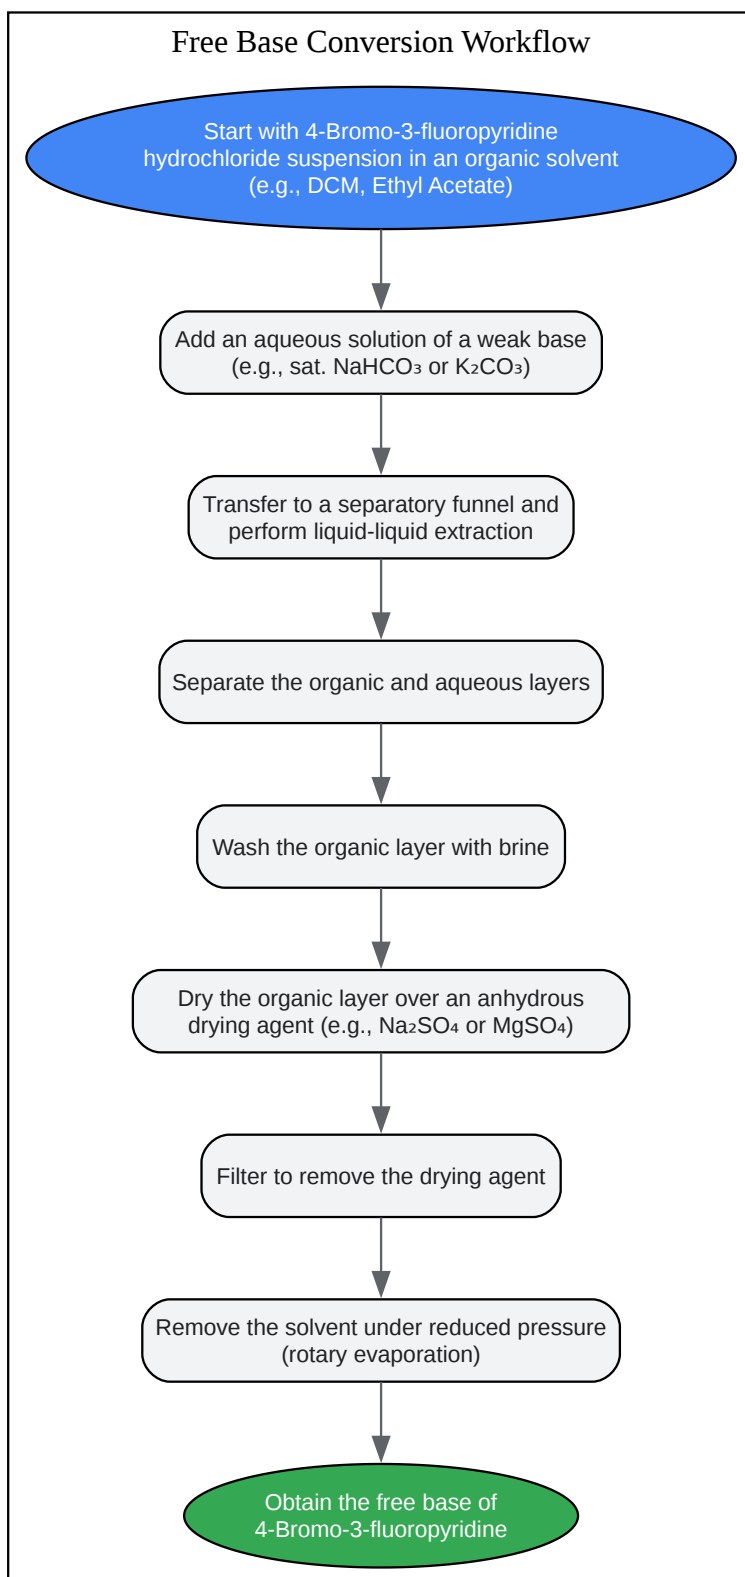 Free Base Conversion Workflow
Start with 4-Bromo-3-fluoropyridine
hydrochloride suspension in an organic solvent
(e.g., DCM, Ethyl Acetate)
Add an aqueous solution of a weak base
(e.g., sat. NaHCO₃ or K₂CO₃)
Transfer to a separatory funnel and
perform liquid-liquid extraction
Separate the organic and aqueous layers
Wash the organic layer with brine
Dry the organic layer over an anhydrous
drying agent (e.g., Na₂SO₄ or MgSO₄)
Filter to remove the drying agent
Remove the solvent under reduced pressure
(rotary evaporation)
Obtain the free base of
4-Bromo-3-fluoropyridine